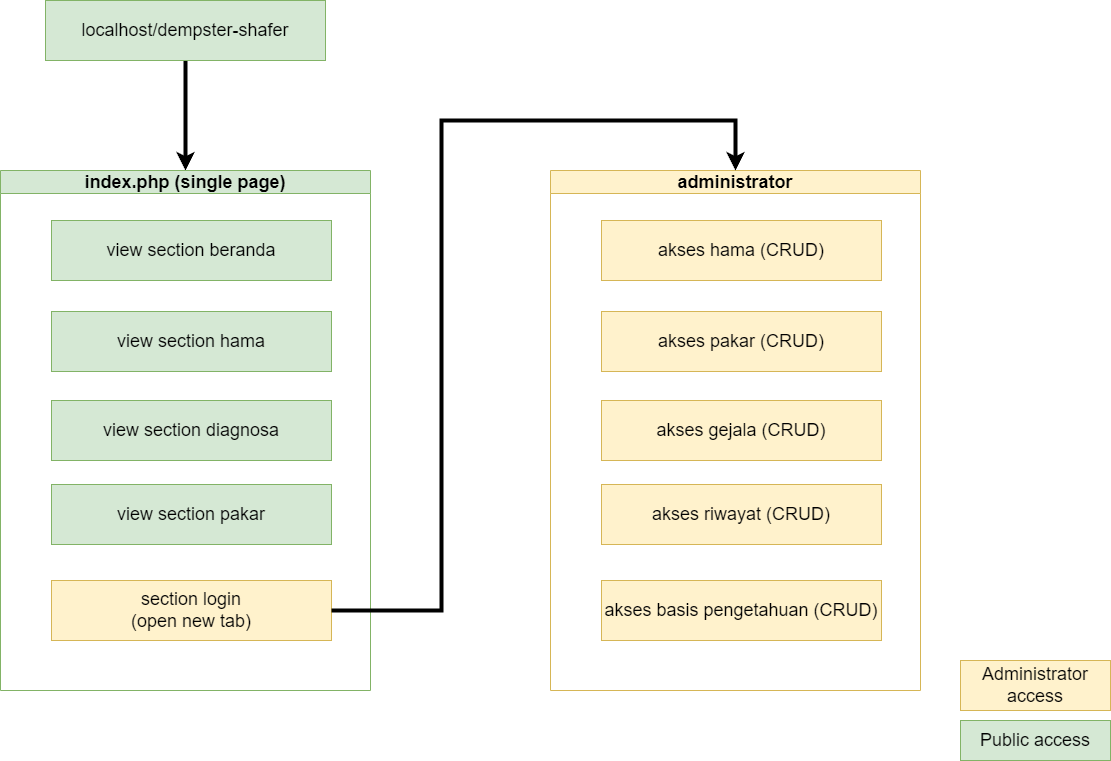 localhost/dempster-shafer
index.php (single page)
view section beranda
view section hama
view section diagnosa
view section pakar
section login
(open new tab)
administrator
akses hama (CRUD)
akses pakar (CRUD)
akses gejala (CRUD)
akses riwayat (CRUD)
akses basis pengetahuan (CRUD)
Administrator
access
Public access